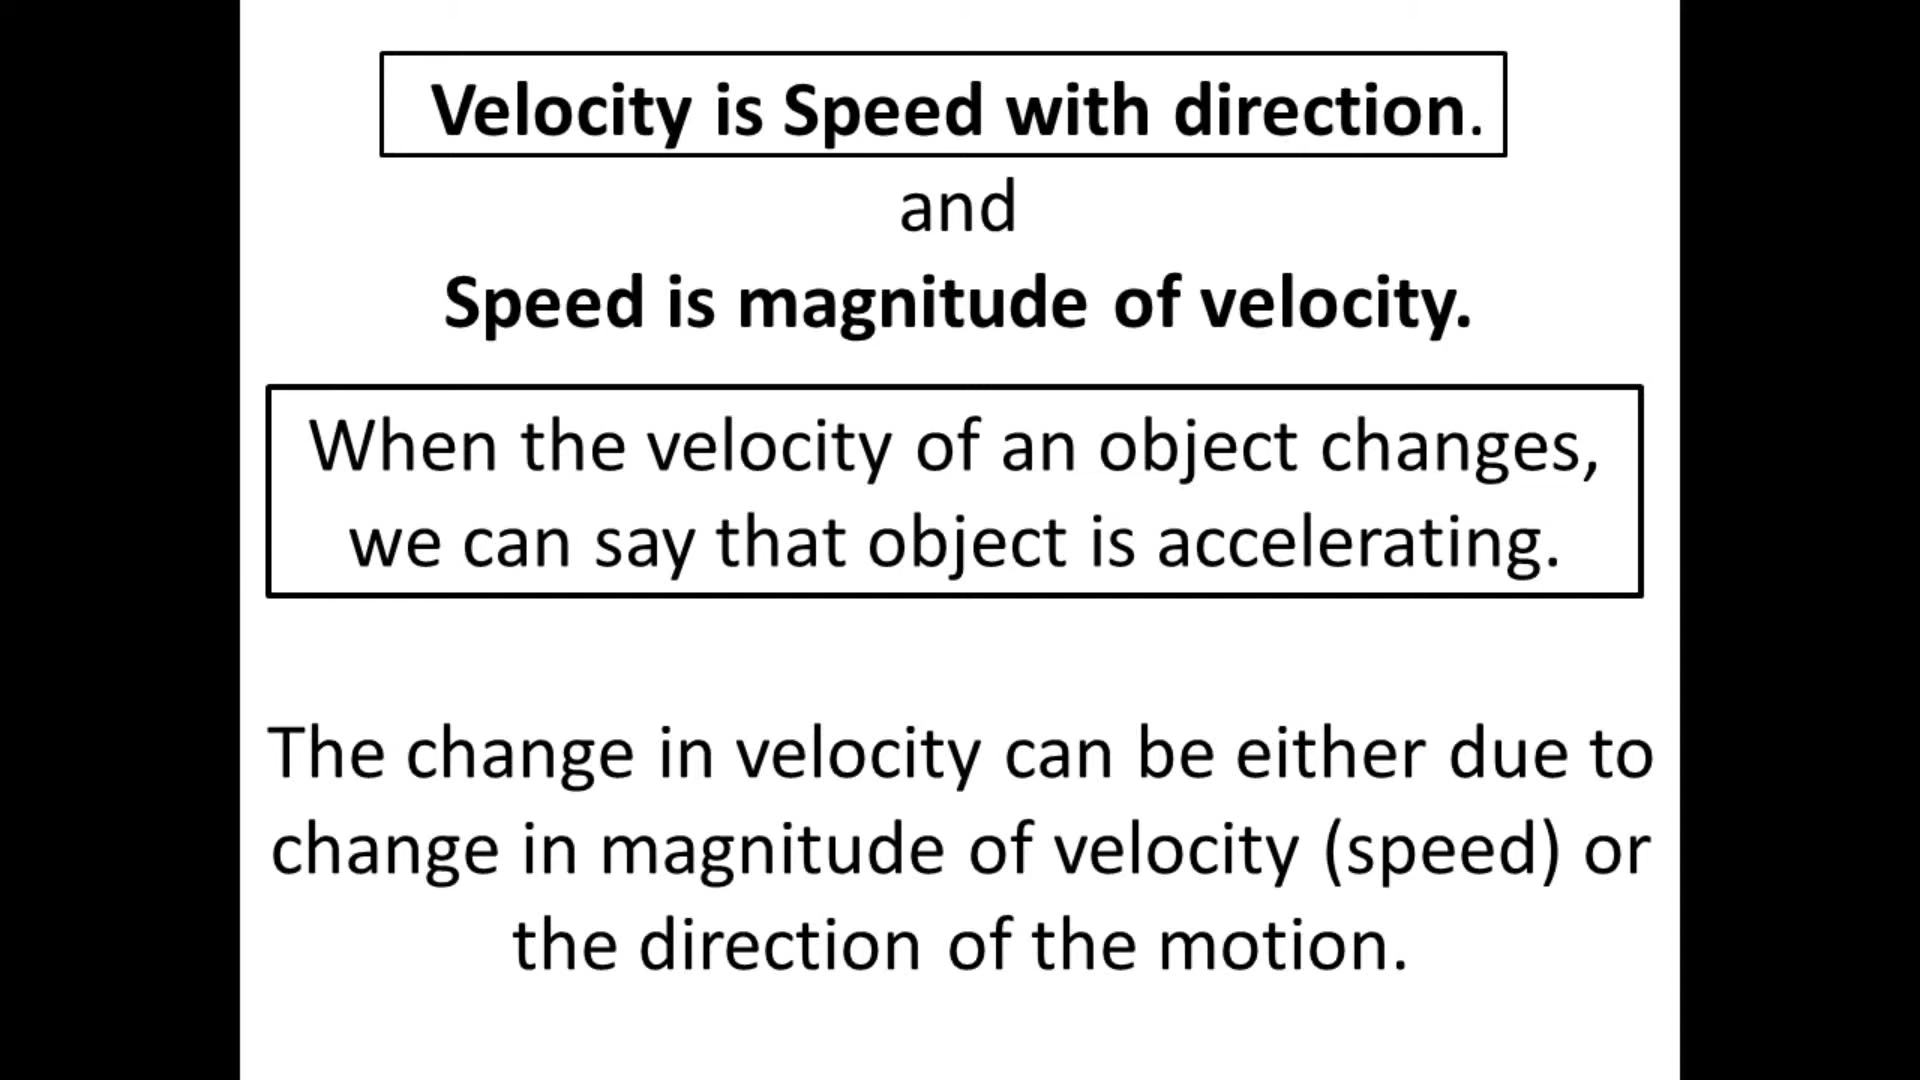 Velocity is Speed with direction.
and
Speed is magnitude of velocity.
When the velocity of an object changes,
we can say that object is accelerating.
The change in velocity can be either due to
change in magnitude of velocity (speed) or
the direction of the motion.